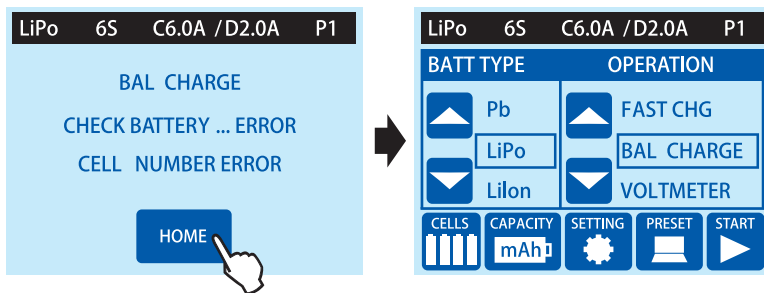 LiPo 6S C6.0A /D2.0A P1
BAL CHARGE
CHECK BATTERY ... ERROR
CELL NUMBER ERROR
HOME
LiPo 6S C6.0A /D2.0A P1
BATT TYPE OPERATION
Pb FAST CHG
LiPo BAL CHARGE
LiIon VOLTMETER
CELLS CAPACITY SETTING PRESET START
mAh